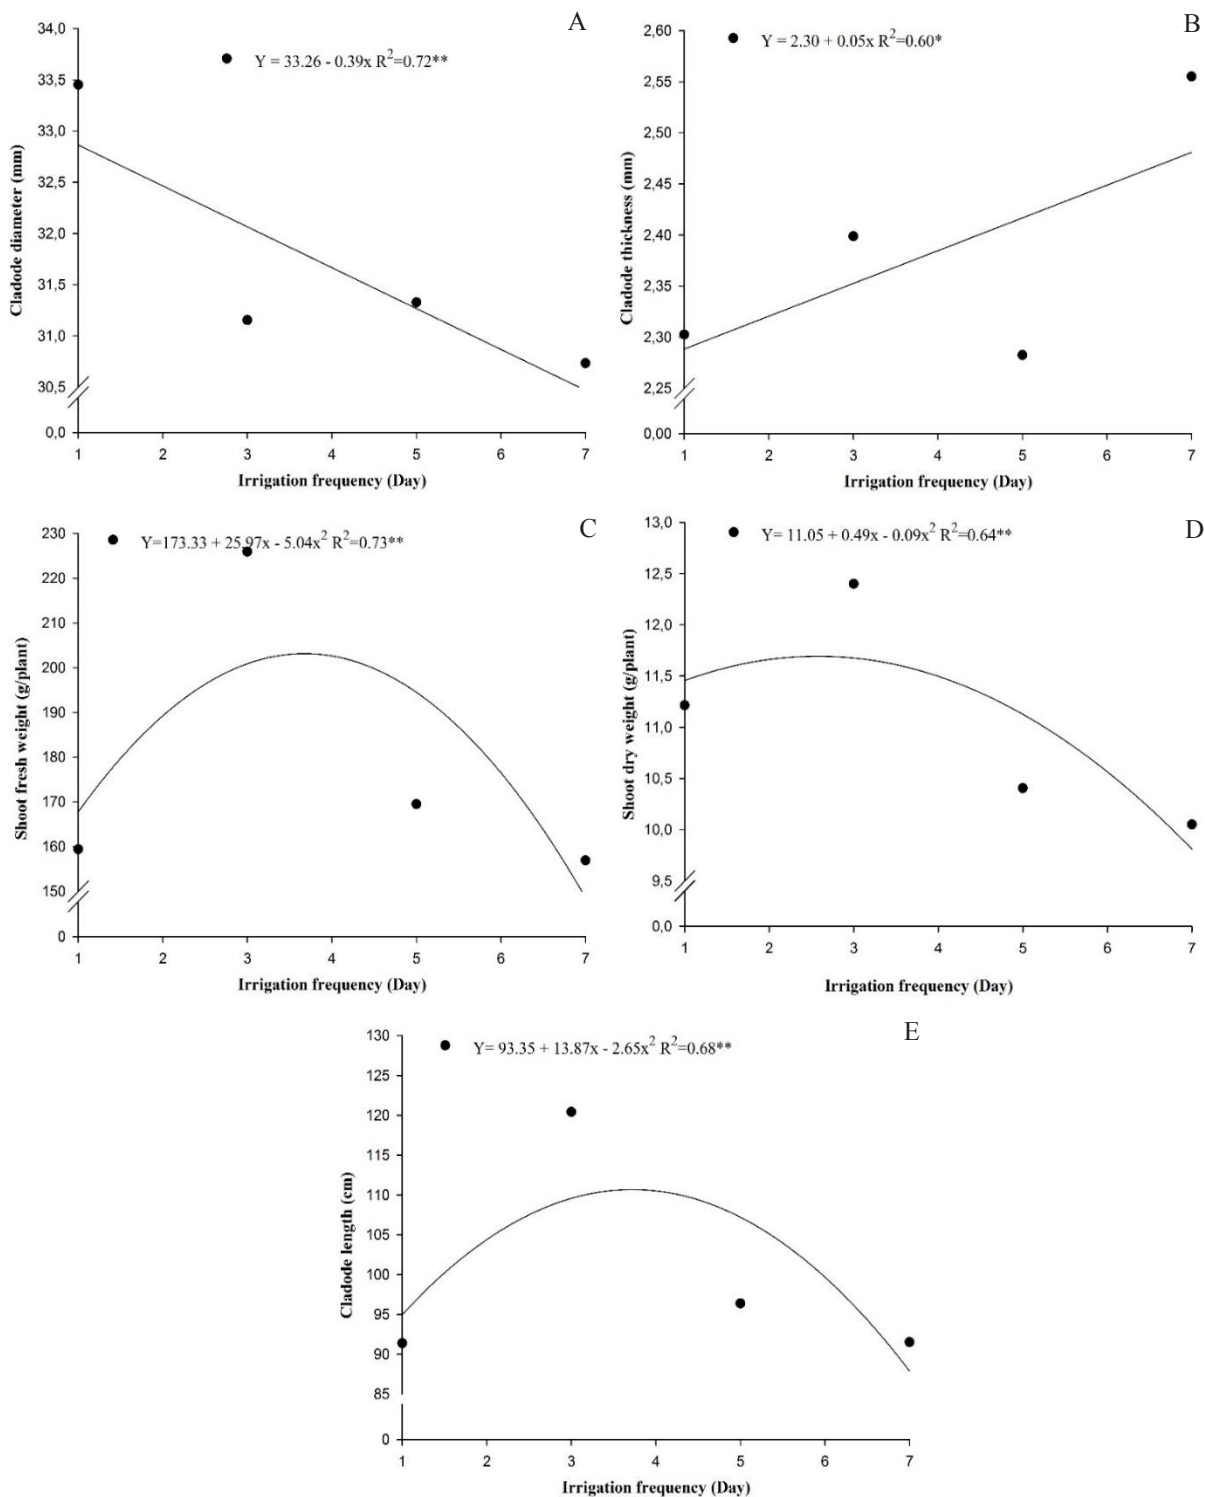 A
Y = 33.26 - 0.39x R²=0.72**
34,0
33,5
33,0
32,5
32,0
31,5
31,0
30,5
0,0
Cladode diameter (mm)
1 2 3 4 5 6 7
Irrigation frequency (Day)
B
Y = 2.30 + 0.05x R²=0.60*
2,60
2,55
2,50
2,45
2,40
2,35
2,30
2,25
0,00
Cladode thickness (mm)
1 2 3 4 5 6 7
Irrigation frequency (Day)
C
Y=173.33 + 25.97x - 5.04x² R²=0.73**
230
220
210
200
190
180
170
160
150
0
Shoot fresh weight (g/plant)
1 2 3 4 5 6 7
Irrigation frequency (Day)
D
Y= 11.05 + 0.49x - 0.09x² R²=0.64**
13,0
12,5
12,0
11,5
11,0
10,5
10,0
9,5
0,0
Shoot dry weight (g/plant)
1 2 3 4 5 6 7
Irrigation frequency (Day)
E
Y= 93.35 + 13.87x - 2.65x² R²=0.68**
130
125
120
115
110
105
100
95
90
85
0
Cladode length (cm)
1 2 3 4 5 6 7
Irrigation frequency (Day)